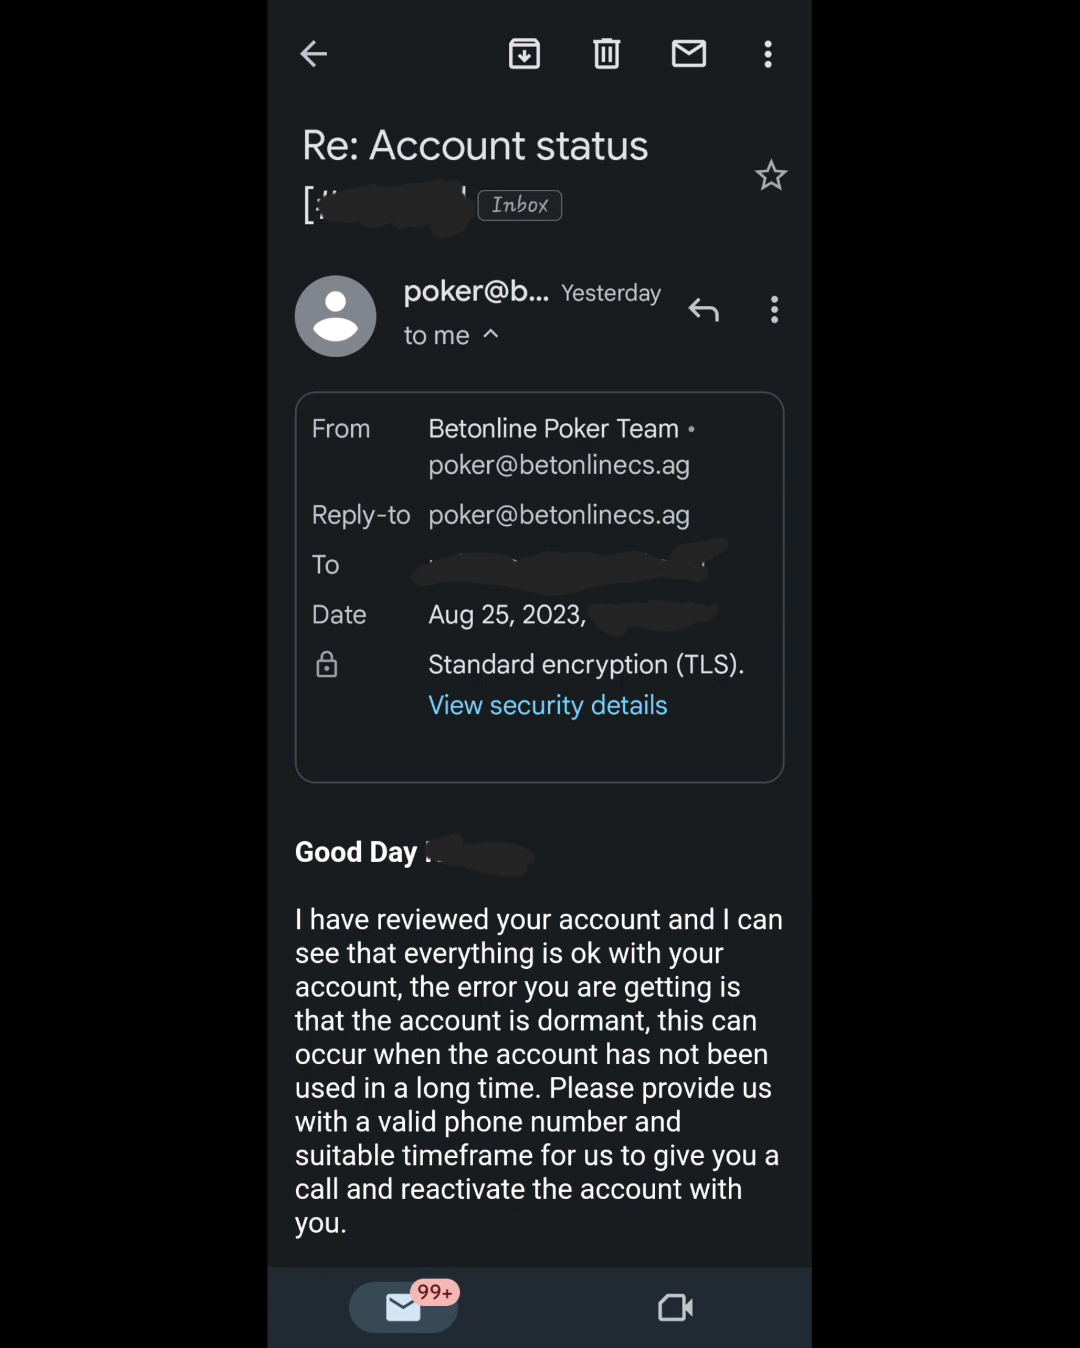 Re: Account status
[# Inbox
poker@b... Yesterday
to me
From Betonline Poker Team •
poker@betonlinecs.ag
Reply-to poker@betonlinecs.ag
To
Date Aug 25, 2023,
Standard encryption (TLS).
View security details
Good Day
I have reviewed your account and I can
see that everything is ok with your
account, the error you are getting is
that the account is dormant, this can
occur when the account has not been
used in a long time. Please provide us
with a valid phone number and
suitable timeframe for us to give you a
call and reactivate the account with
you.
99+